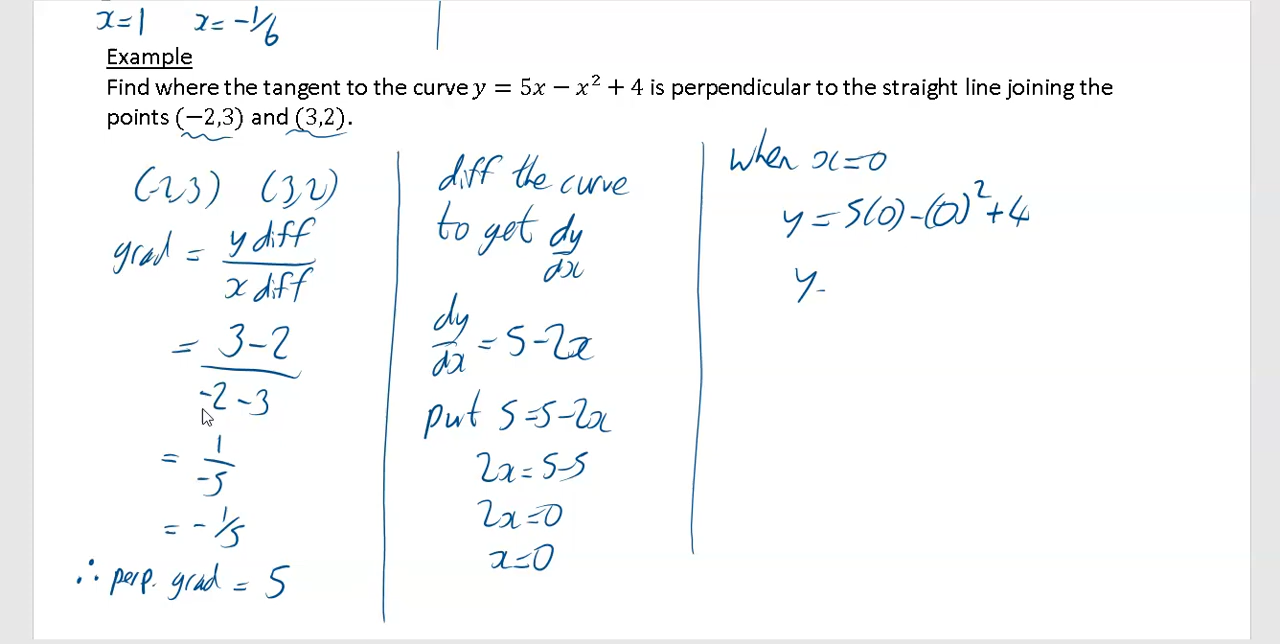 x=1 x=-1/6
Example
Find where the tangent to the curve y = 5x − x² + 4 is perpendicular to the straight line joining the
points (−2,3) and (3,2).
(-2,3) (3,2)
grad = y diff
x diff
= 3-2
-2-3
= 1
-5
= -1/5
∴ perp. grad = 5
diff the curve
to get dy
dx
dy
dx = 5-2x
put 5=5-2x
2x=5-5
2x=0
x=0
when x=0
y = 5(0)-(0)²+4
y-